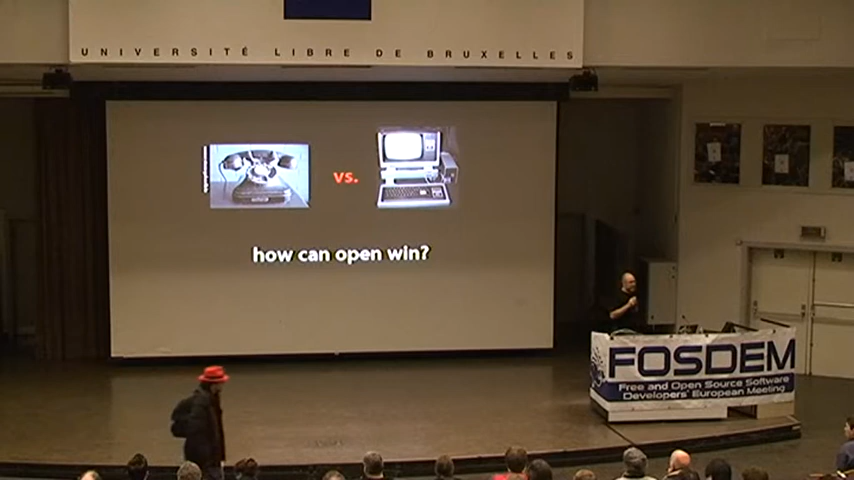 UNIVERSITÉ LIBRE DE BRUXELLES
vs.
how can open win?
FOSDEM
Free and Open Source Software
Developers' European Meeting